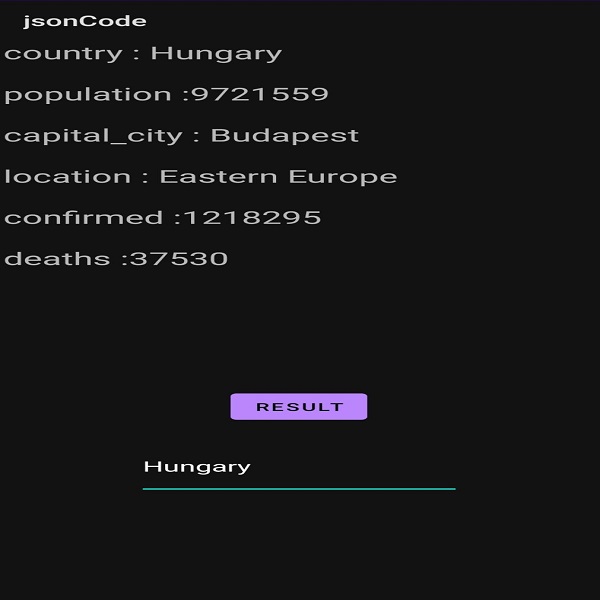 jsonCode
country : Hungary
population :9721559
capital_city : Budapest
location : Eastern Europe
confirmed :1218295
deaths :37530
RESULT
Hungary